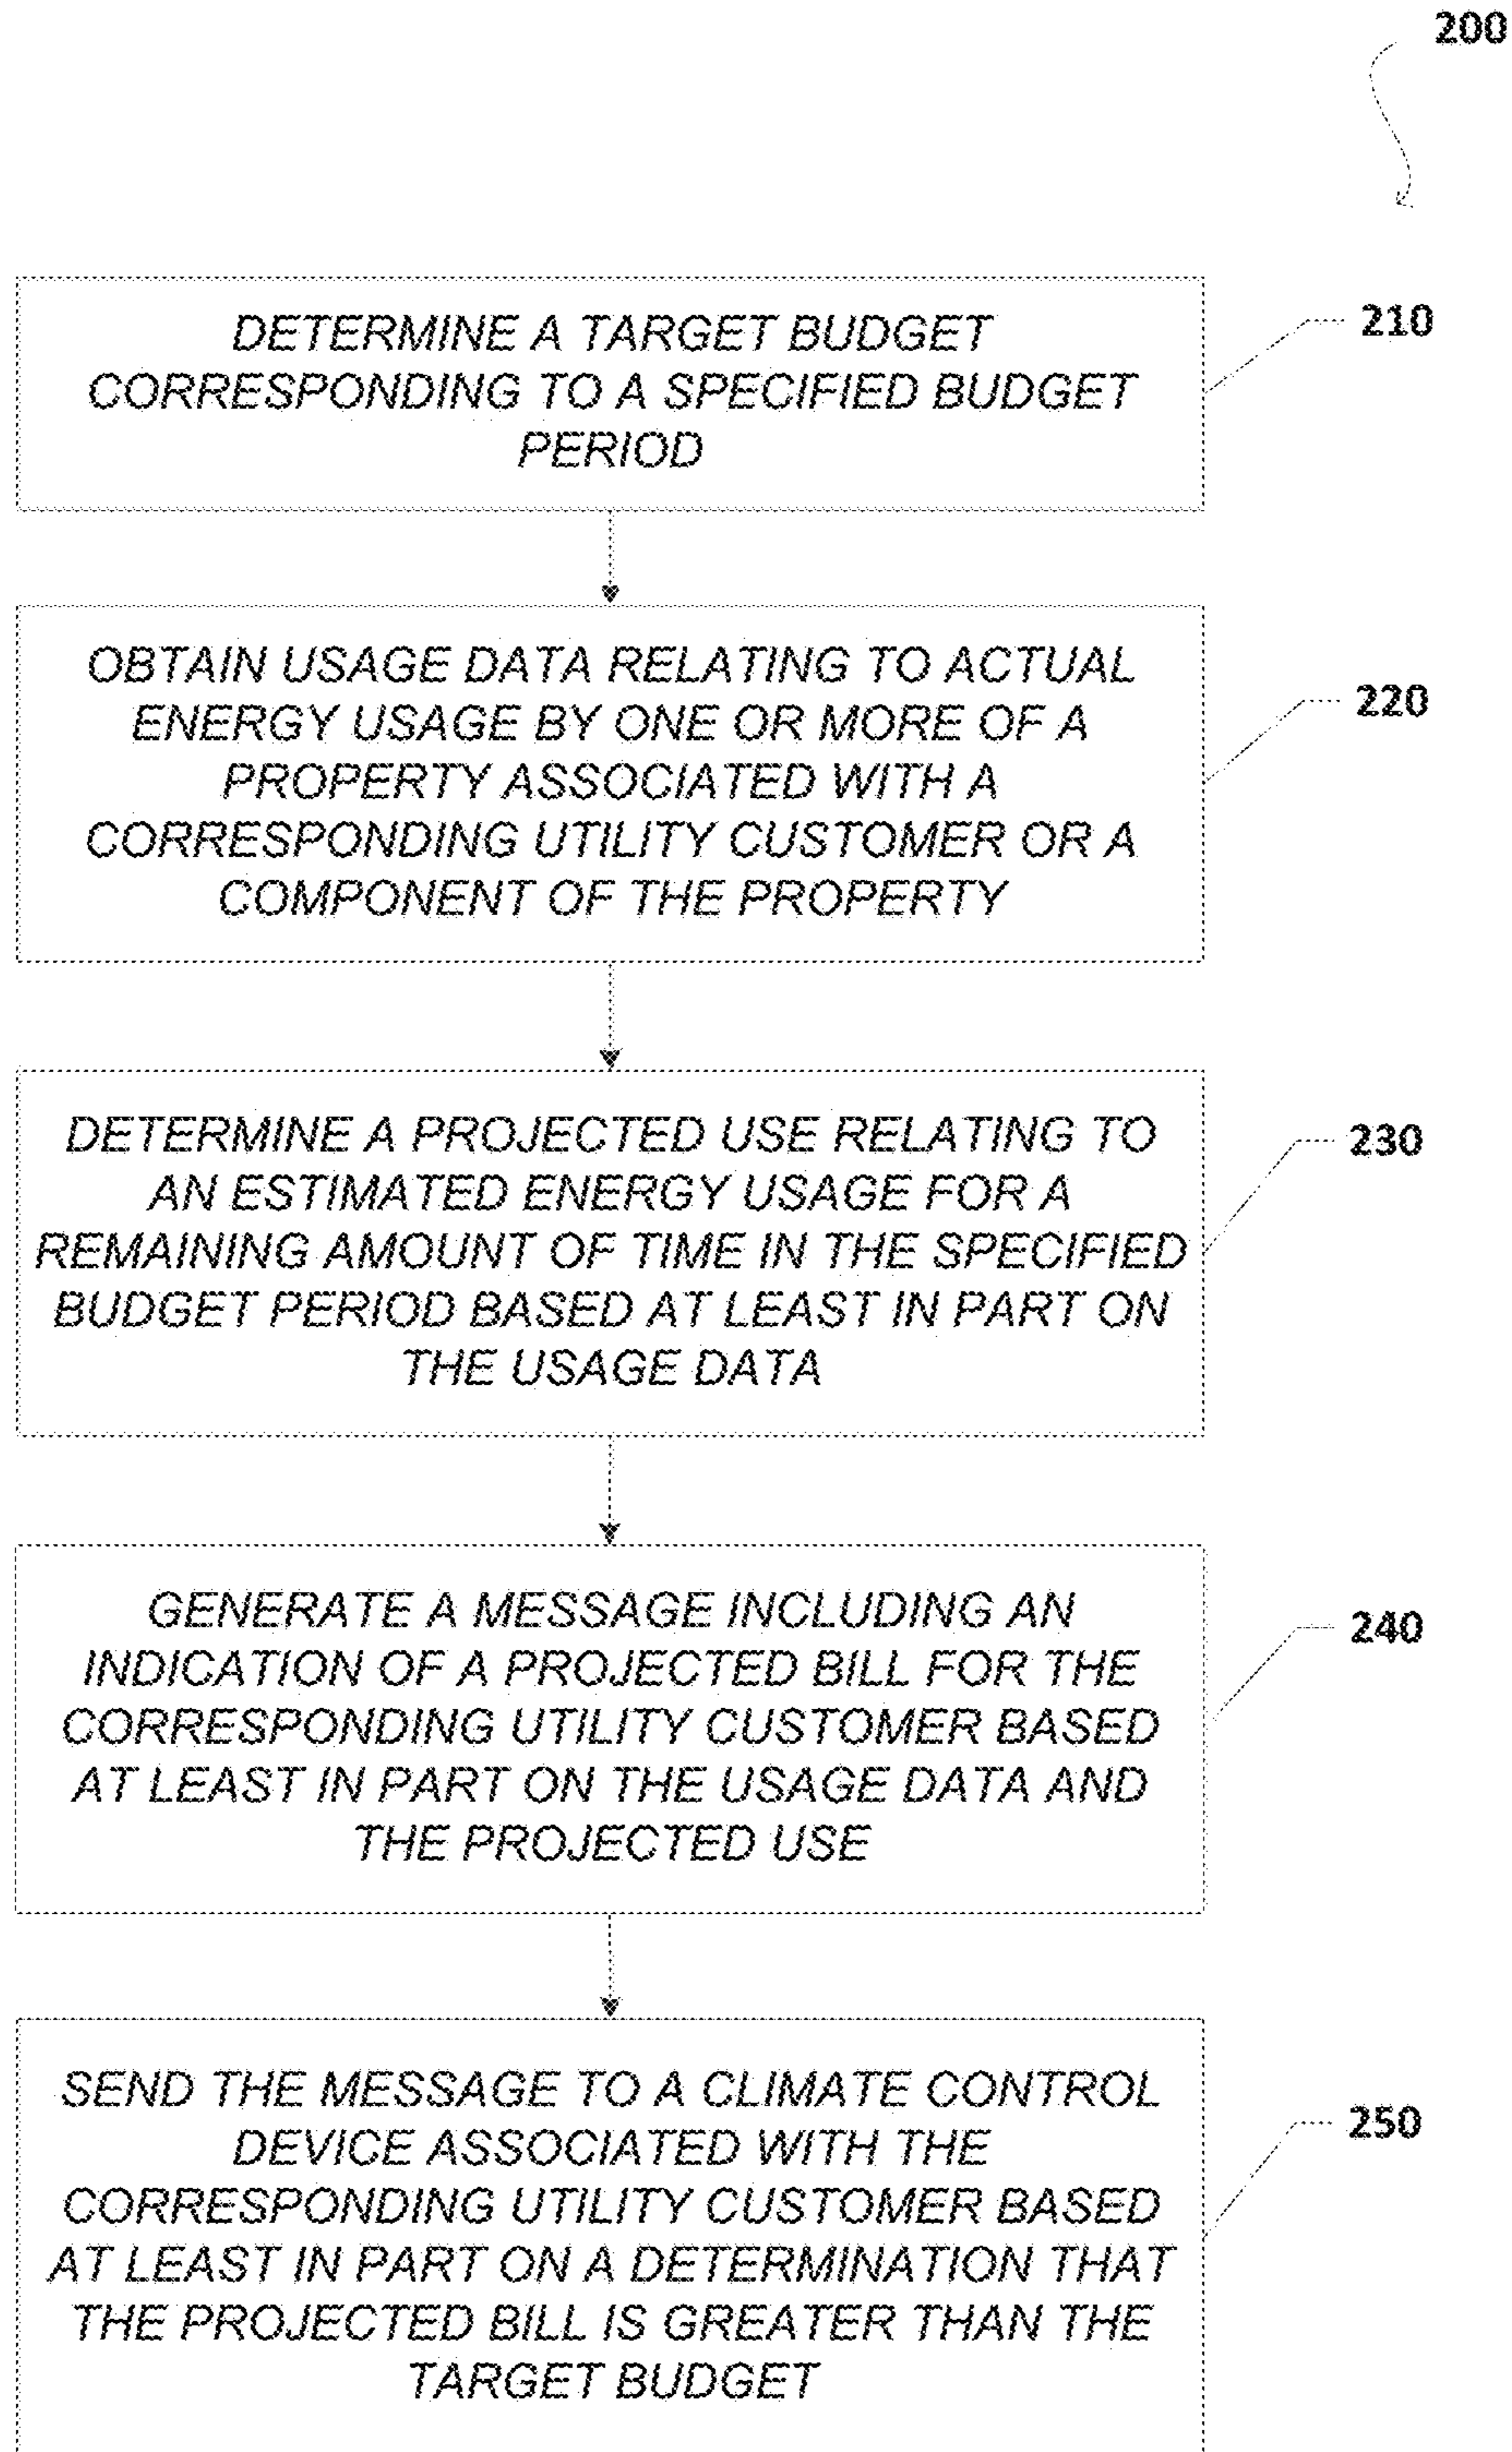 200
DETERMINE A TARGET BUDGET
CORRESPONDING TO A SPECIFIED BUDGET
PERIOD
210
OBTAIN USAGE DATA RELATING TO ACTUAL
ENERGY USAGE BY ONE OR MORE OF A
PROPERTY ASSOCIATED WITH A
CORRESPONDING UTILITY CUSTOMER OR A
COMPONENT OF THE PROPERTY
220
DETERMINE A PROJECTED USE RELATING TO
AN ESTIMATED ENERGY USAGE FOR A
REMAINING AMOUNT OF TIME IN THE SPECIFIED
BUDGET PERIOD BASED AT LEAST IN PART ON
THE USAGE DATA
230
GENERATE A MESSAGE INCLUDING AN
INDICATION OF A PROJECTED BILL FOR THE
CORRESPONDING UTILITY CUSTOMER BASED
AT LEAST IN PART ON THE USAGE DATA AND
THE PROJECTED USE
240
SEND THE MESSAGE TO A CLIMATE CONTROL
DEVICE ASSOCIATED WITH THE
CORRESPONDING UTILITY CUSTOMER BASED
AT LEAST IN PART ON A DETERMINATION THAT
THE PROJECTED BILL IS GREATER THAN THE
TARGET BUDGET
250